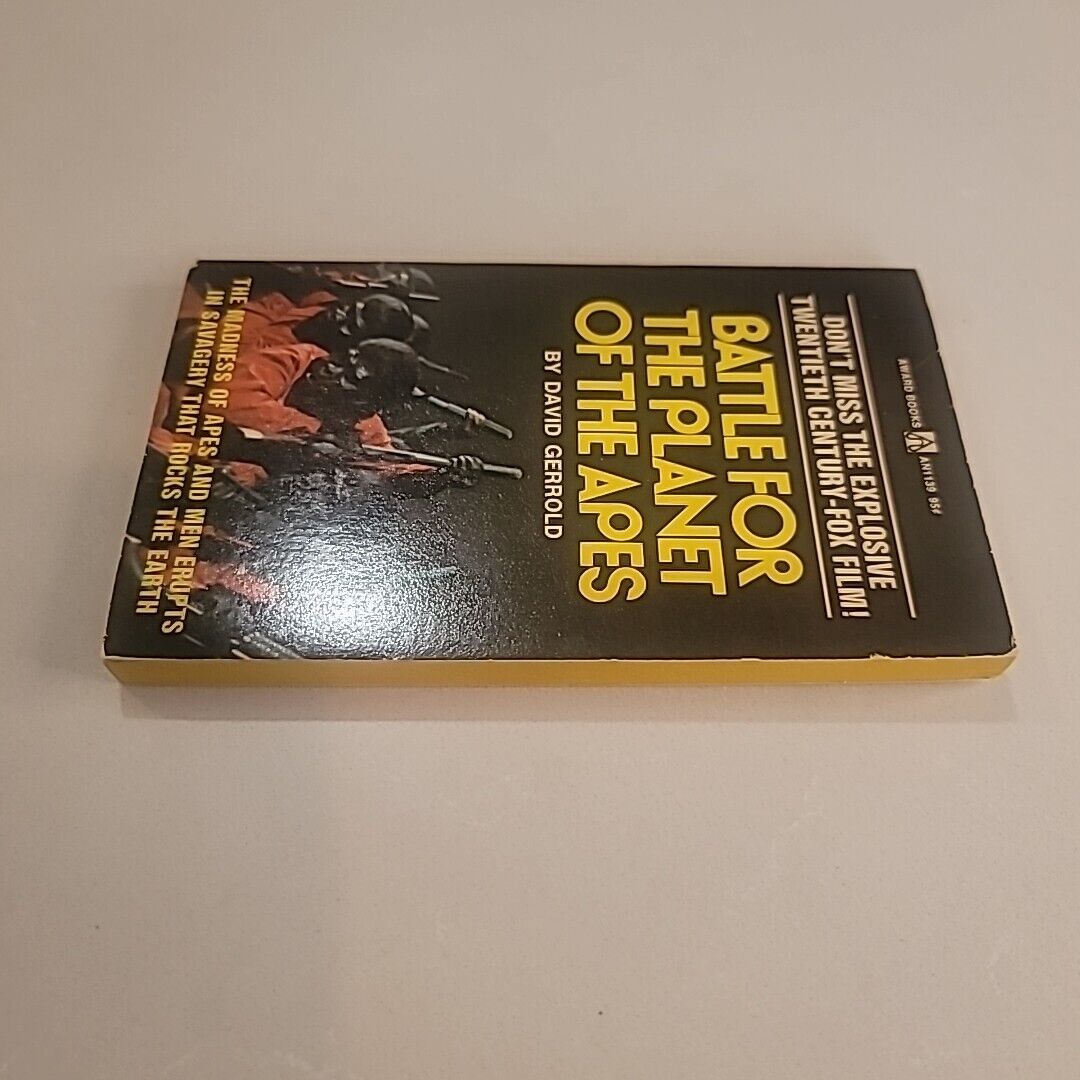 AWARD BOOKS A AN1139 95¢
DON'T MISS THE EXPLOSIVE
TWENTIETH CENTURY-FOX FILM!
BATTLE FOR
THE PLANET
OF THE APES
BY DAVID GERROLD
THE MADNESS OF APES AND MEN ERUPTS
IN SAVAGERY THAT ROCKS THE EARTH